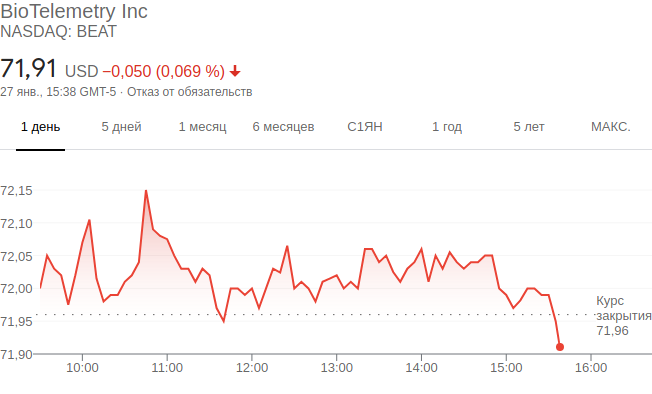 BioTelemetry Inc
NASDAQ: BEAT
71,91 USD −0,050 (0,069 %)
27 янв., 15:38 GMT-5 · Отказ от обязательств
1 день 5 дней 1 месяц 6 месяцев С1ЯН 1 год 5 лет МАКС.
72,15
72,10
72,05
72,00
71,95
71,90
Курс
закрытия
71,96
10:00 11:00 12:00 13:00 14:00 15:00 16:00